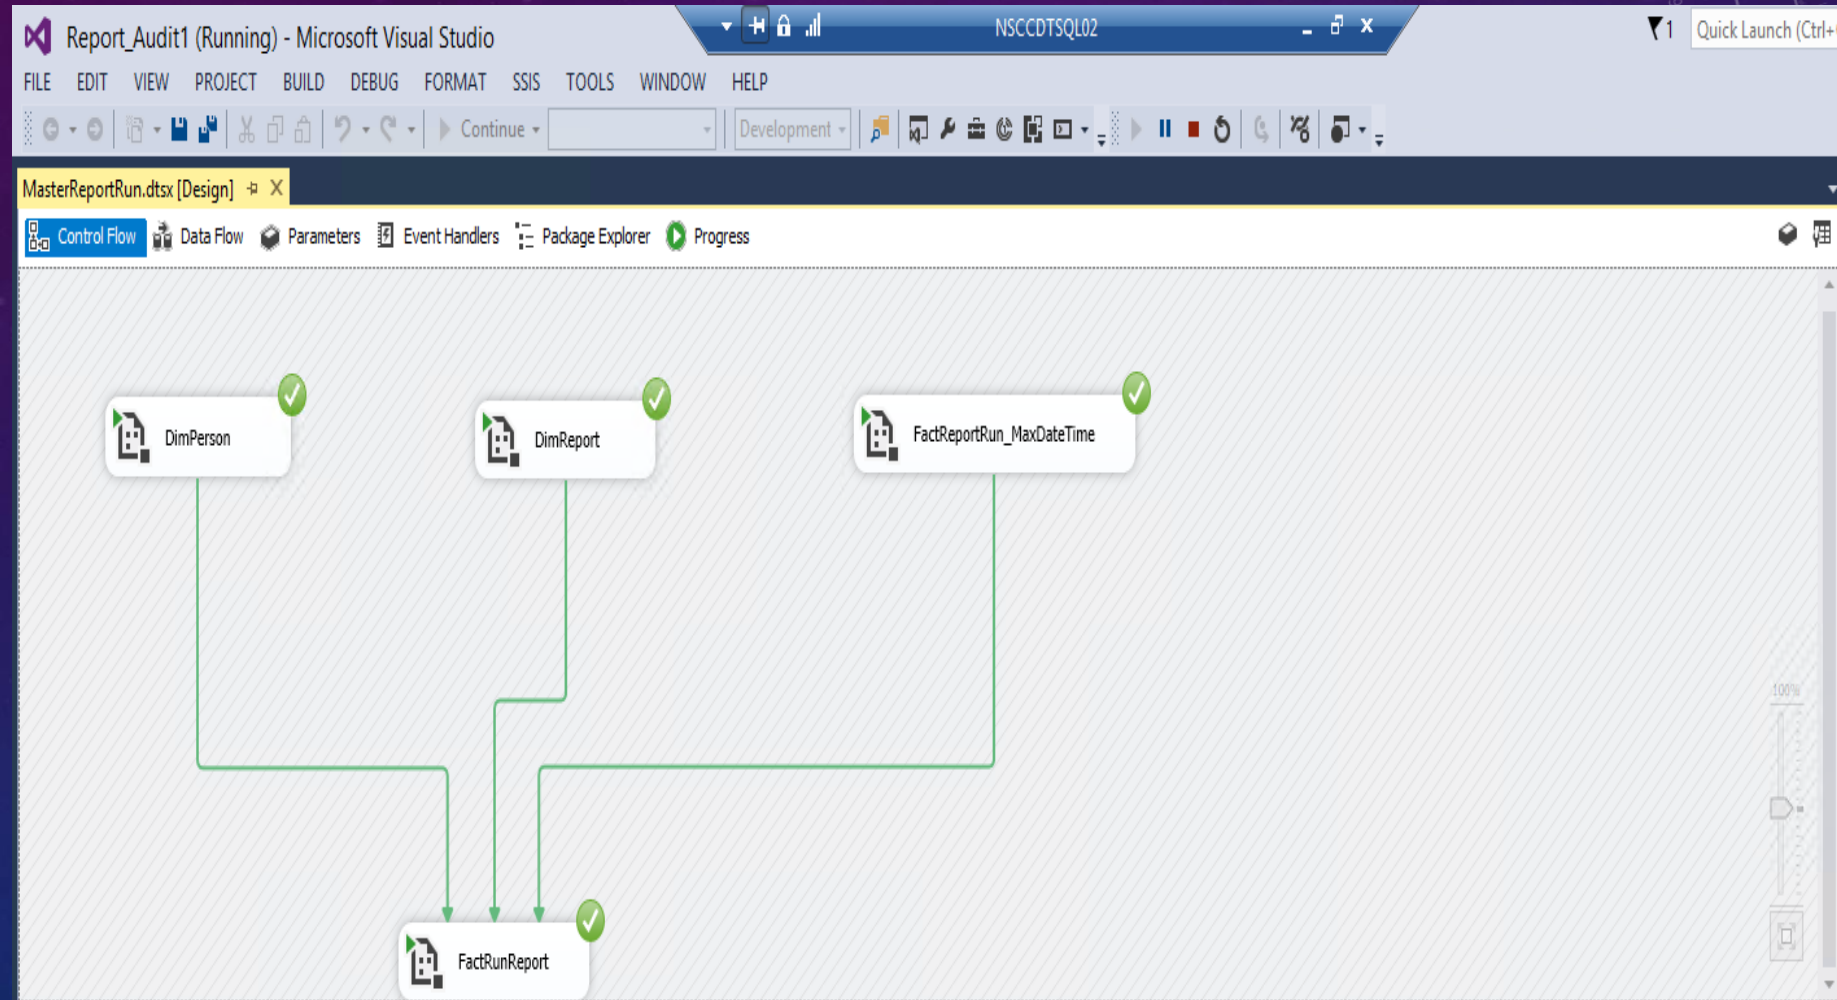 Report_Audit1 (Running) - Microsoft Visual Studio
NSCCDTSQL02
1
Quick Launch (Ctrl+
FILE EDIT VIEW PROJECT BUILD DEBUG FORMAT SSIS TOOLS WINDOW HELP
Continue
Development
MasterReportRun.dtsx [Design]
Control Flow Data Flow Parameters Event Handlers Package Explorer Progress
DimPerson
DimReport
FactReportRun_MaxDateTime
100%
FactRunReport